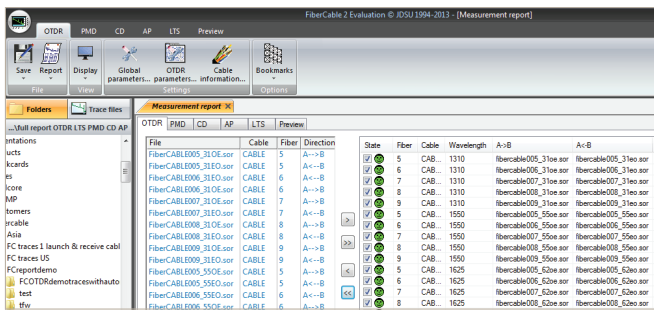 FiberCable 2 Evaluation © JDSU 1994-2013 - [Measurement report]
OTDR PMD CD AP LTS Preview
Save Report Display Global parameters... OTDR parameters... Cable information... Bookmarks
File View Settings Options
Folders Trace files Measurement report
...\full report OTDR LTS PMD CD AP
OTDR PMD CD AP LTS Preview
entations
ucts
kcards
es
lcore
MP
tomers
ercable
Asia
FC traces 1 launch & receive cabl
FC traces US
FCreportdemo
FCOTDRdemotraceswithauto
test
tfw
File Cable Fiber Direction
FiberCABLE005_31OE.sor CABLE 5 A-->B
FiberCABLE005_31EO.sor CABLE 5 A<--B
FiberCABLE006_31EO.sor CABLE 6 A<--B
FiberCABLE006_31OE.sor CABLE 6 A-->B
FiberCABLE007_31OE.sor CABLE 7 A-->B
FiberCABLE007_31EO.sor CABLE 7 A<--B
FiberCABLE008_31OE.sor CABLE 8 A-->B
FiberCABLE008_31EO.sor CABLE 8 A<--B
FiberCABLE009_31OE.sor CABLE 9 A-->B
FiberCABLE009_31EO.sor CABLE 9 A<--B
FiberCABLE005_55OE.sor CABLE 5 A-->B
FiberCABLE005_55EO.sor CABLE 5 A<--B
FiberCABLE006_55EO.sor CABLE 6 A<--B
FiberCABLE006_55OE.sor CABLE 6 A-->B
>
>>
<
<<
State Fiber Cable Wavelength A->B A<-B
5 CAB... 1310 fibercable005_31oe.sor fibercable005_31eo.sor
6 CAB... 1310 fibercable006_31oe.sor fibercable006_31eo.sor
7 CAB... 1310 fibercable007_31oe.sor fibercable007_31eo.sor
8 CAB... 1310 fibercable008_31oe.sor fibercable008_31eo.sor
9 CAB... 1310 fibercable009_31oe.sor fibercable009_31eo.sor
5 CAB... 1550 fibercable005_55oe.sor fibercable005_55eo.sor
6 CAB... 1550 fibercable006_55oe.sor fibercable006_55eo.sor
7 CAB... 1550 fibercable007_55oe.sor fibercable007_55eo.sor
8 CAB... 1550 fibercable008_55oe.sor fibercable008_55eo.sor
9 CAB... 1550 fibercable009_55oe.sor fibercable009_55eo.sor
5 CAB... 1625 fibercable005_62oe.sor fibercable005_62eo.sor
6 CAB... 1625 fibercable006_62oe.sor fibercable006_62eo.sor
7 CAB... 1625 fibercable007_62oe.sor fibercable007_62eo.sor
8 CAB... 1625 fibercable008_62oe.sor fibercable008_62eo.sor